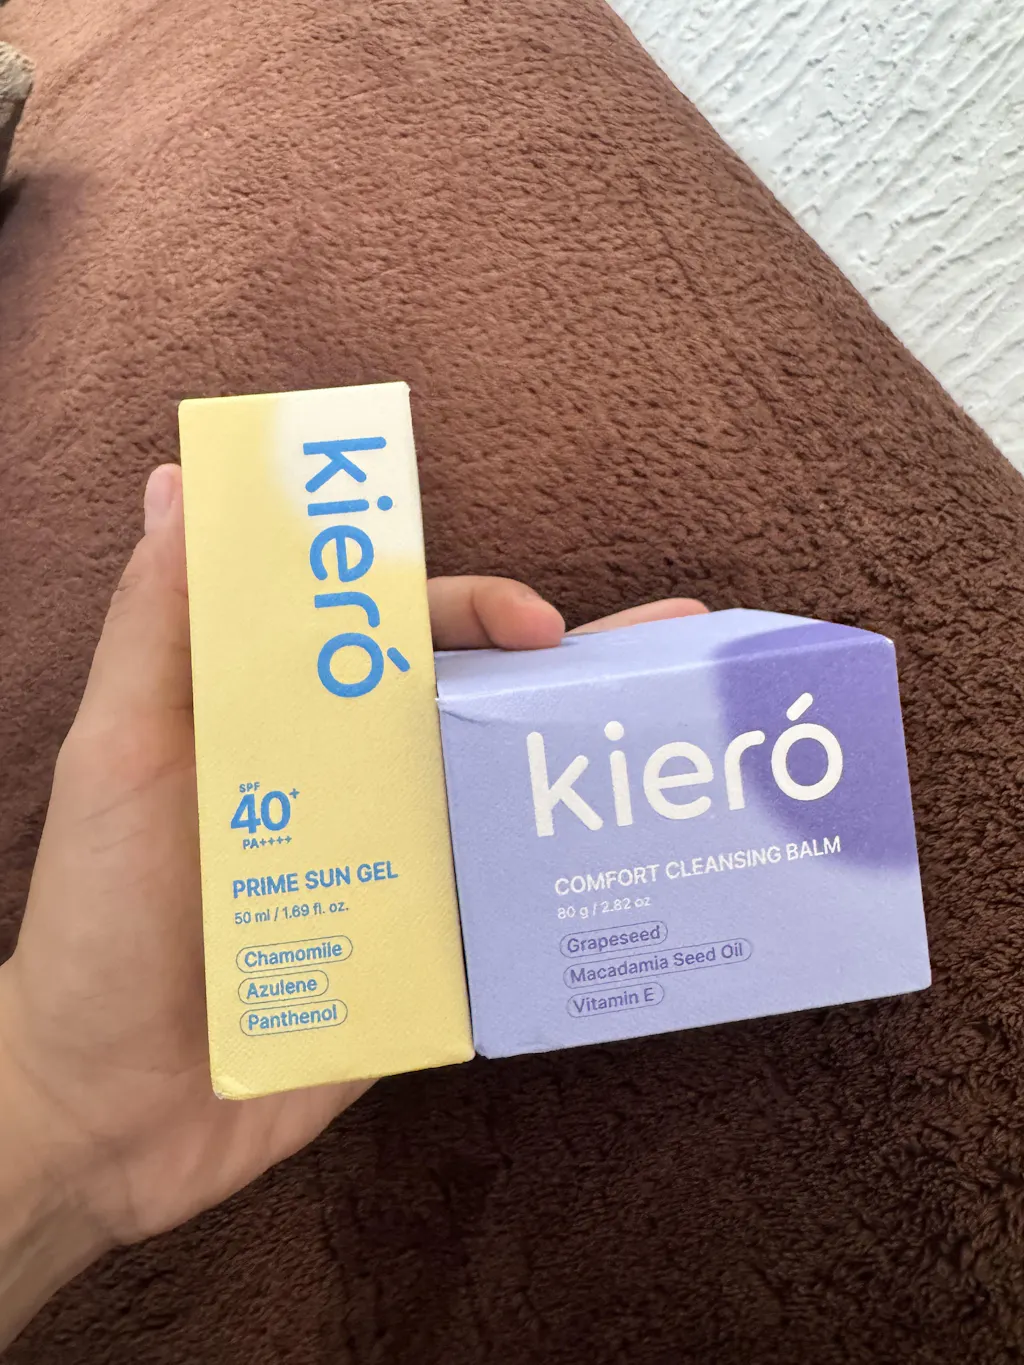 kieró
SPF
40+
PA++++
PRIME SUN GEL
50 ml / 1.69 fl. oz.
Chamomile
Azulene
Panthenol
kieró
COMFORT CLEANSING BALM
80 g / 2.82 oz
Grapeseed
Macadamia Seed Oil
Vitamin E